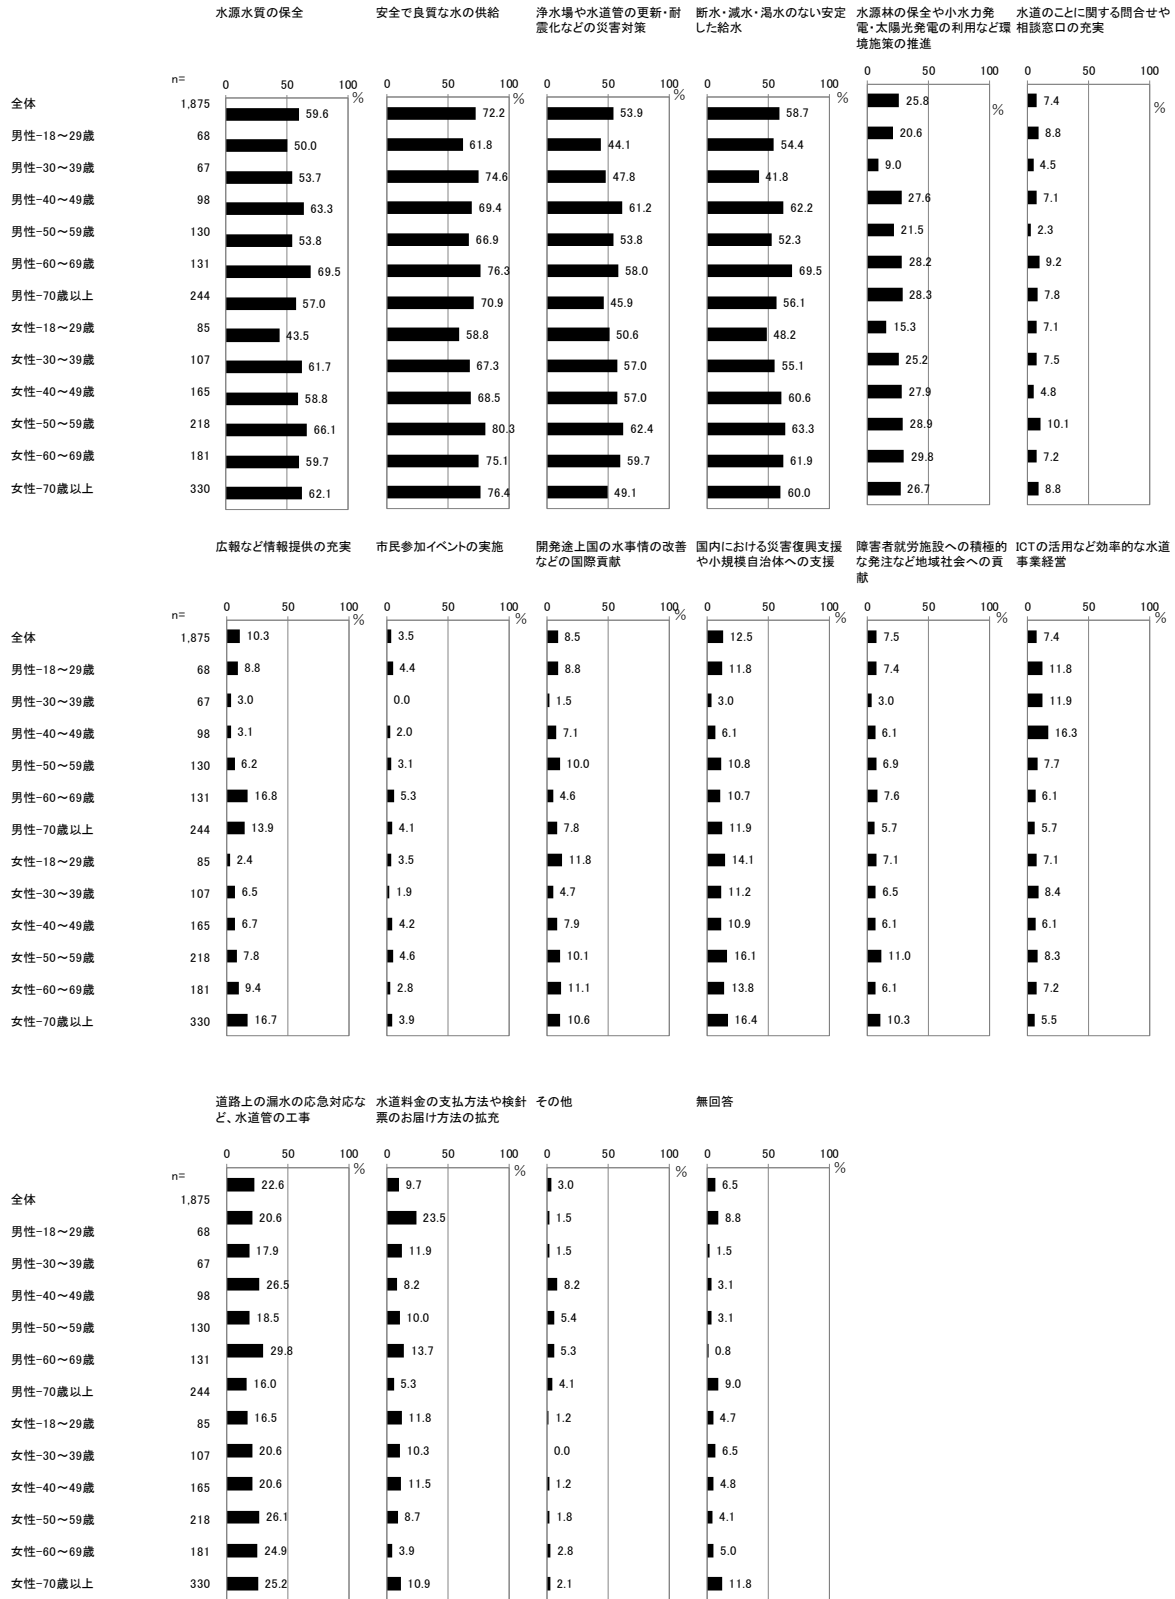 水源水質の保全 安全で良質な水の供給 浄水場や水道管の更新・耐 断水・減水・渇水のない安定 水源林の保全や小水力発 水道のことに関する問合せや
震化などの災害対策 した給水 電・太陽光発電の利用など環 相談窓口の充実
境施策の推進
0 50 100 0 50 100 0 50 100 0 50 100 0 50 100 0 50 100
n= % % % % % %
全体 1,875 59.6 72.2 53.9 58.7 25.8 7.4
男性-18～29歳 68 50.0 61.8 44.1 54.4 20.6 8.8
男性-30～39歳 67 53.7 74.6 47.8 41.8 9.0 4.5
男性-40～49歳 98 63.3 69.4 61.2 62.2 27.6 7.1
男性-50～59歳 130 53.8 66.9 53.8 52.3 21.5 2.3
男性-60～69歳 131 69.5 76.3 58.0 69.5 28.2 9.2
男性-70歳以上 244 57.0 70.9 45.9 56.1 28.3 7.8
女性-18～29歳 85 43.5 58.8 50.6 48.2 15.3 7.1
女性-30～39歳 107 61.7 67.3 57.0 55.1 25.2 7.5
女性-40～49歳 165 58.8 68.5 57.0 60.6 27.9 4.8
女性-50～59歳 218 66.1 80.3 62.4 63.3 28.9 10.1
女性-60～69歳 181 59.7 75.1 59.7 61.9 29.8 7.2
女性-70歳以上 330 62.1 76.4 49.1 60.0 26.7 8.8
広報など情報提供の充実 市民参加イベントの実施 開発途上国の水事情の改善 国内における災害復興支援 障害者就労施設への積極的 ICTの活用など効率的な水道
などの国際貢献 や小規模自治体への支援 な発注など地域社会への貢 事業経営
献
0 50 100 0 50 100 0 50 100 0 50 100 0 50 100 0 50 100
n= % % % % % %
全体 1,875 10.3 3.5 8.5 12.5 7.5 7.4
男性-18～29歳 68 8.8 4.4 8.8 11.8 7.4 11.8
男性-30～39歳 67 3.0 0.0 1.5 3.0 3.0 11.9
男性-40～49歳 98 3.1 2.0 7.1 6.1 6.1 16.3
男性-50～59歳 130 6.2 3.1 10.0 10.8 6.9 7.7
男性-60～69歳 131 16.8 5.3 4.6 10.7 7.6 6.1
男性-70歳以上 244 13.9 4.1 7.8 11.9 5.7 5.7
女性-18～29歳 85 2.4 3.5 11.8 14.1 7.1 7.1
女性-30～39歳 107 6.5 1.9 4.7 11.2 6.5 8.4
女性-40～49歳 165 6.7 4.2 7.9 10.9 6.1 6.1
女性-50～59歳 218 7.8 4.6 10.1 16.1 11.0 8.3
女性-60～69歳 181 9.4 2.8 11.1 13.8 6.1 7.2
女性-70歳以上 330 16.7 3.9 10.6 16.4 10.3 5.5
道路上の漏水の応急対応な 水道料金の支払方法や検針 その他 無回答
ど、水道管の工事 票のお届け方法の拡充
0 50 100 0 50 100 0 50 100 0 50 100
n= % % % %
全体 1,875 22.6 9.7 3.0 6.5
男性-18～29歳 68 20.6 23.5 1.5 8.8
男性-30～39歳 67 17.9 11.9 1.5 1.5
男性-40～49歳 98 26.5 8.2 8.2 3.1
男性-50～59歳 130 18.5 10.0 5.4 3.1
男性-60～69歳 131 29.8 13.7 5.3 0.8
男性-70歳以上 244 16.0 5.3 4.1 9.0
女性-18～29歳 85 16.5 11.8 1.2 4.7
女性-30～39歳 107 20.6 10.3 0.0 6.5
女性-40～49歳 165 20.6 11.5 1.2 4.8
女性-50～59歳 218 26.1 8.7 1.8 4.1
女性-60～69歳 181 24.9 3.9 2.8 5.0
女性-70歳以上 330 25.2 10.9 2.1 11.8